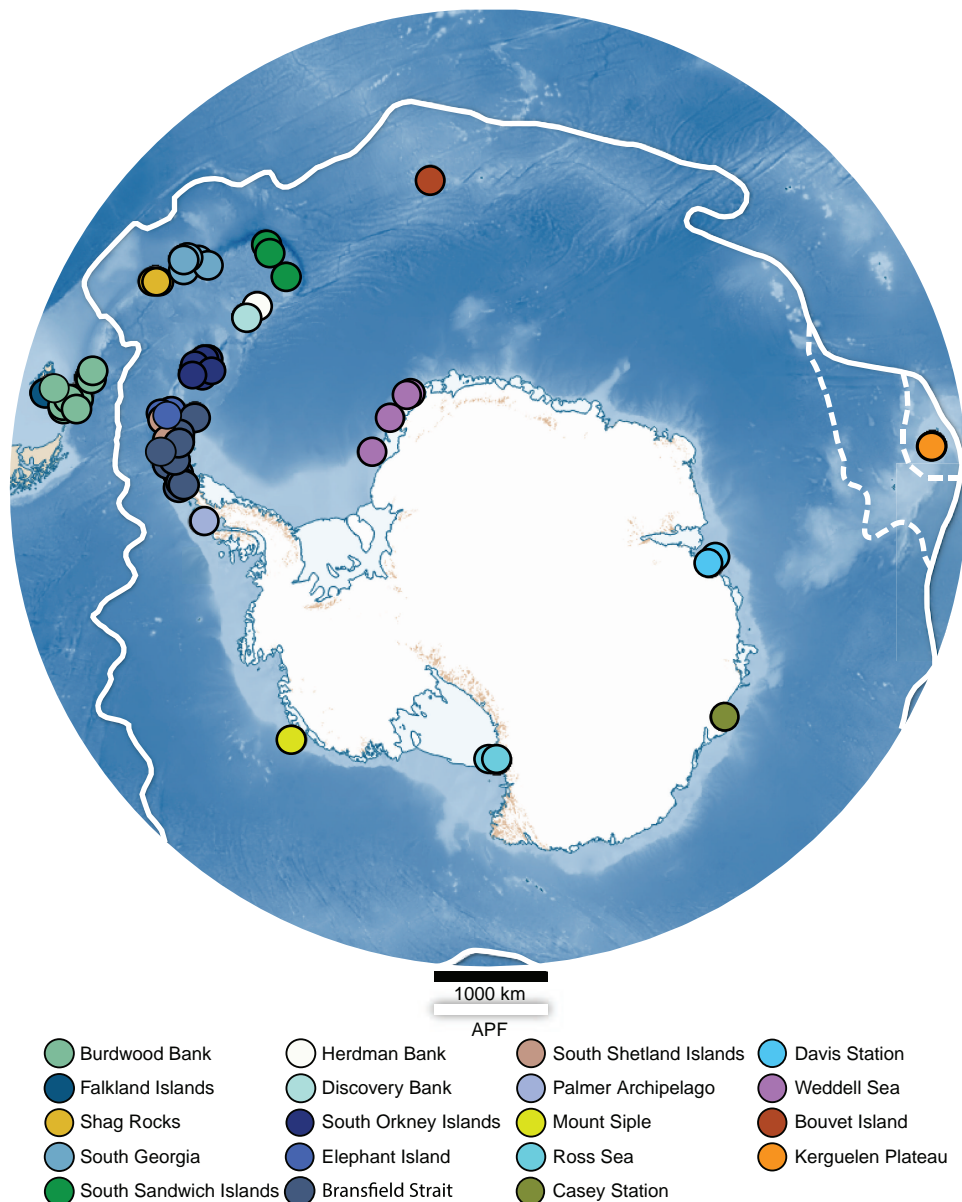 1000 km
APF
Burdwood Bank
Falkland Islands
Shag Rocks
South Georgia
South Sandwich Islands
Herdman Bank
Discovery Bank
South Orkney Islands
Elephant Island
Bransfield Strait
South Shetland Islands
Palmer Archipelago
Mount Siple
Ross Sea
Casey Station
Davis Station
Weddell Sea
Bouvet Island
Kerguelen Plateau